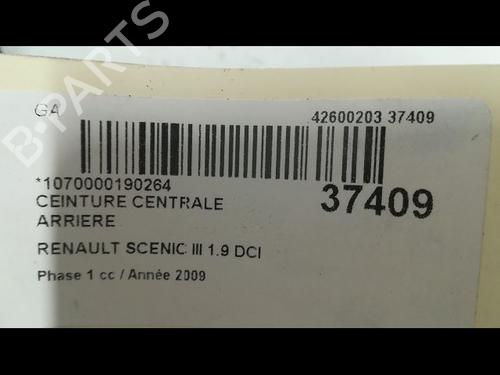 GA
42600203 37409
*1070000190264
37409
CEINTURE CENTRALE
ARRIERE
RENAULT SCENIC III 1.9 DCI
Phase 1 cc / Année 2009
B-PARTS